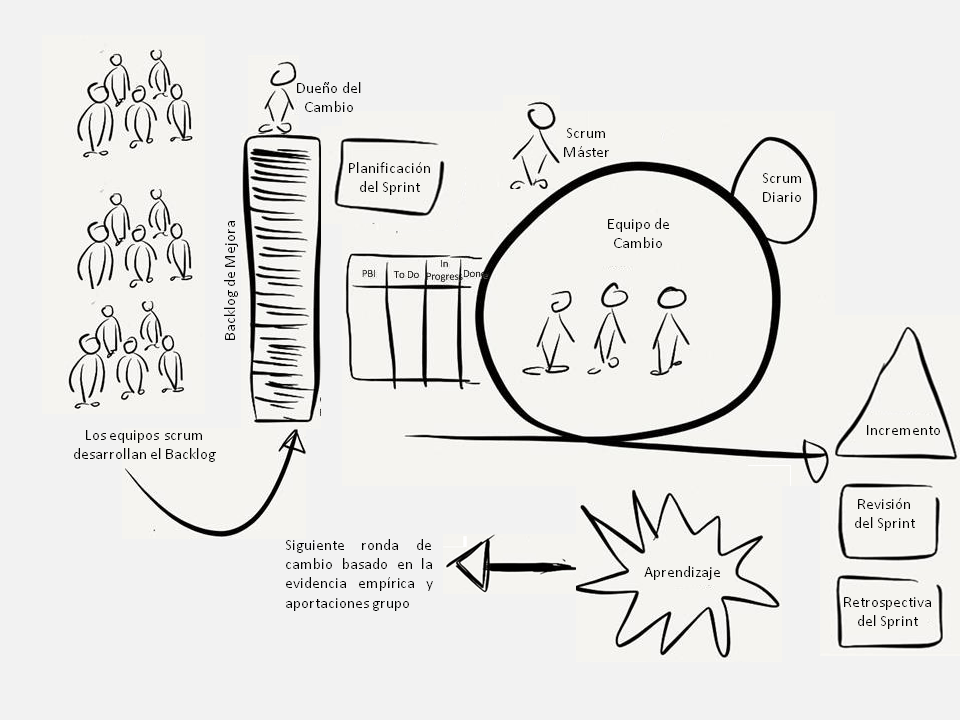 Dueño del
Cambio
Scrum
Máster
Planificación
del Sprint
Scrum
Diario
Backlog de Mejora
Equipo de
Cambio
PBI
To Do
In
Progress
Done
Incremento
Los equipos scrum
desarrollan el Backlog
Revisión
del Sprint
Siguiente ronda de
cambio basado en la
evidencia empírica y
aportaciones grupo
Aprendizaje
Retrospectiva
del Sprint